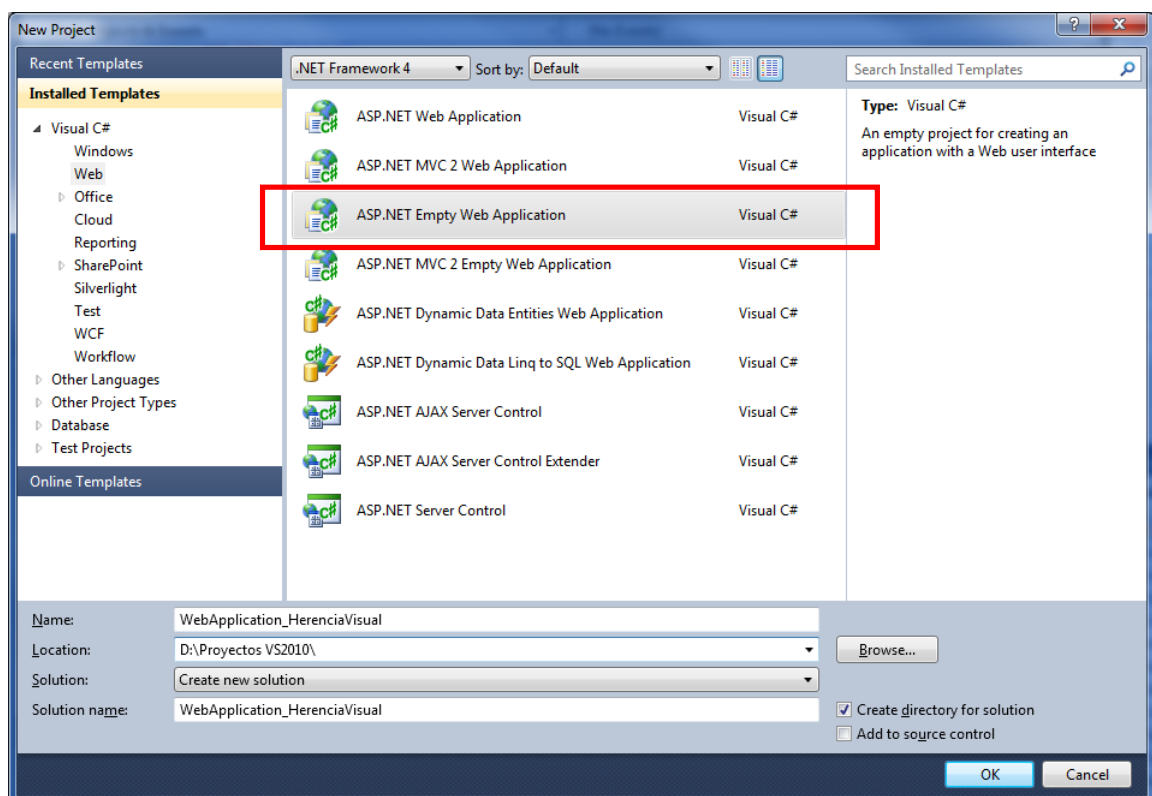 New Project
Recent Templates
Installed Templates
Visual C#
Windows
Web
Office
Cloud
Reporting
SharePoint
Silverlight
Test
WCF
Workflow
Other Languages
Other Project Types
Database
Test Projects
Online Templates
.NET Framework 4
Sort by: Default
Search Installed Templates
ASP.NET Web Application Visual C#
ASP.NET MVC 2 Web Application Visual C#
ASP.NET Empty Web Application Visual C#
ASP.NET MVC 2 Empty Web Application Visual C#
ASP.NET Dynamic Data Entities Web Application Visual C#
ASP.NET Dynamic Data Linq to SQL Web Application Visual C#
ASP.NET AJAX Server Control Visual C#
ASP.NET AJAX Server Control Extender Visual C#
ASP.NET Server Control Visual C#
Type: Visual C#
An empty project for creating an
application with a Web user interface
Name: WebApplication_HerenciaVisual
Location: D:\Proyectos VS2010\
Browse...
Solution: Create new solution
Solution name: WebApplication_HerenciaVisual
Create directory for solution
Add to source control
OK
Cancel